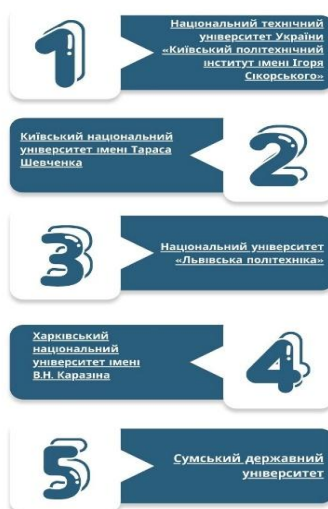 1
Національний технічний
університет України
«Київський політехнічний
інститут імені Ігоря
Сікорського»
Київський національний
університет імені Тараса
Шевченка
2
3
Національний університет
«Львівська політехніка»
Харківський
національний
університет імені
В.Н. Каразіна
4
5
Сумський державний
університет